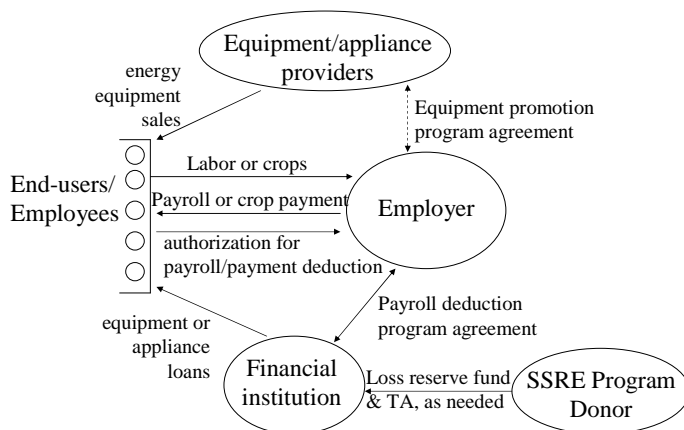 Equipment/appliance
providers
energy
equipment
sales
Equipment promotion
program agreement
Labor or crops
End-users/
Employees
Payroll or crop payment
Employer
authorization for
payroll/payment deduction
Payroll deduction
program agreement
equipment or
appliance
loans
Financial
institution
Loss reserve fund
& TA, as needed
SSRE Program
Donor